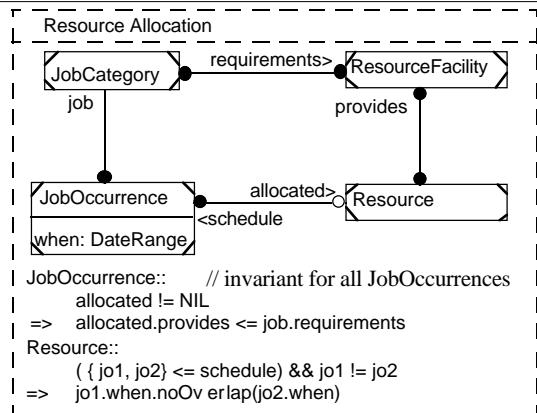 Resource Allocation
JobCategory
requirements>
ResourceFacility
job
provides
JobOccurrence
allocated>
Resource
<schedule
when: DateRange
JobOccurrence:: // invariant for all JobOccurrences
allocated != NIL
=> allocated.provides <= job.requirements
Resource::
( { jo1, jo2} <= schedule) && jo1 != jo2
=> jo1.when.noOv erlap(jo2.when)